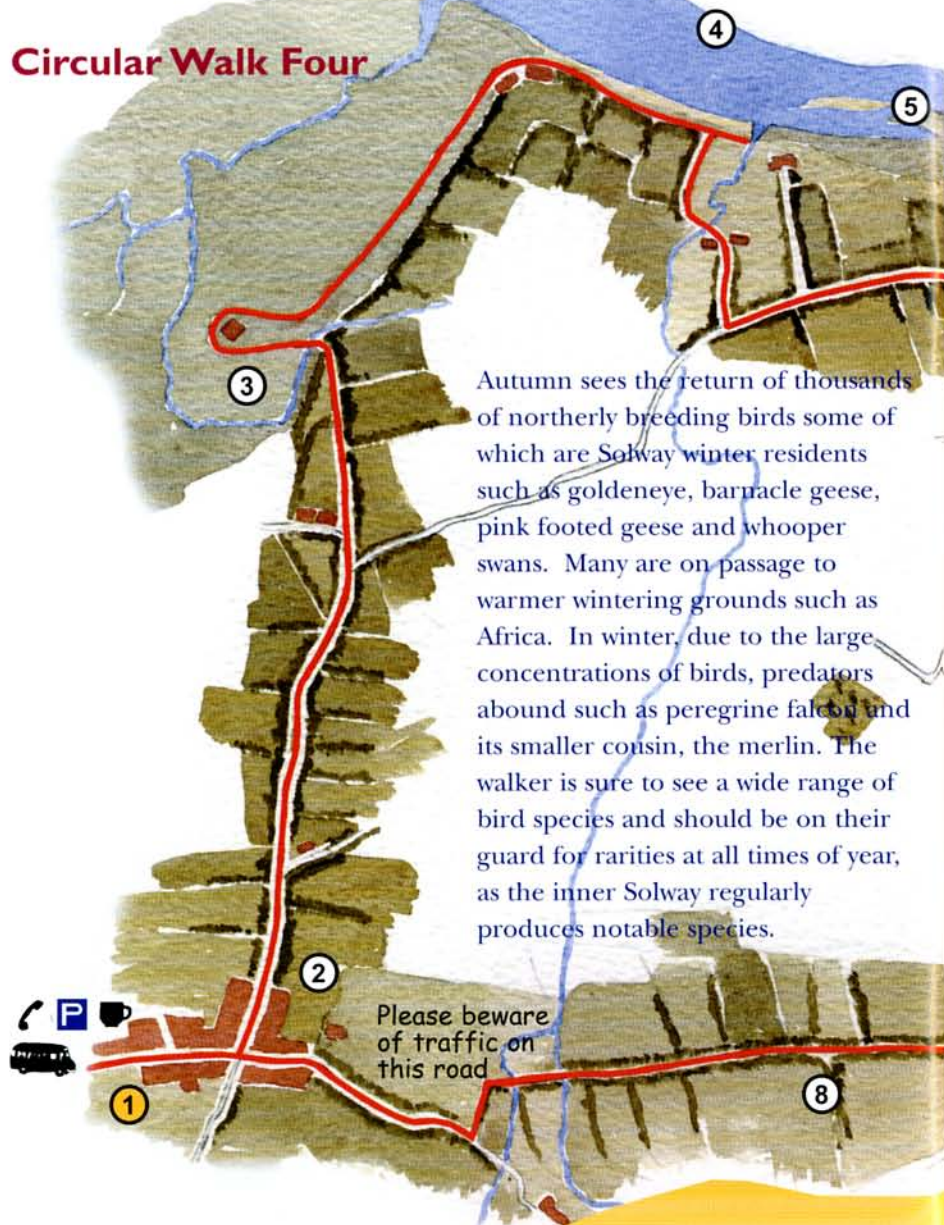 Circular Walk Four
4
5
3
Autumn sees the return of thousands
of northerly breeding birds some of
which are Solway winter residents
such as goldeneye, barnacle geese,
pink footed geese and whooper
swans. Many are on passage to
warmer wintering grounds such as
Africa. In winter, due to the large
concentrations of birds, predators
abound such as peregrine falcon and
its smaller cousin, the merlin. The
walker is sure to see a wide range of
bird species and should be on their
guard for rarities at all times of year,
as the inner Solway regularly
produces notable species.
2
P
Please beware
of traffic on
this road
1
8